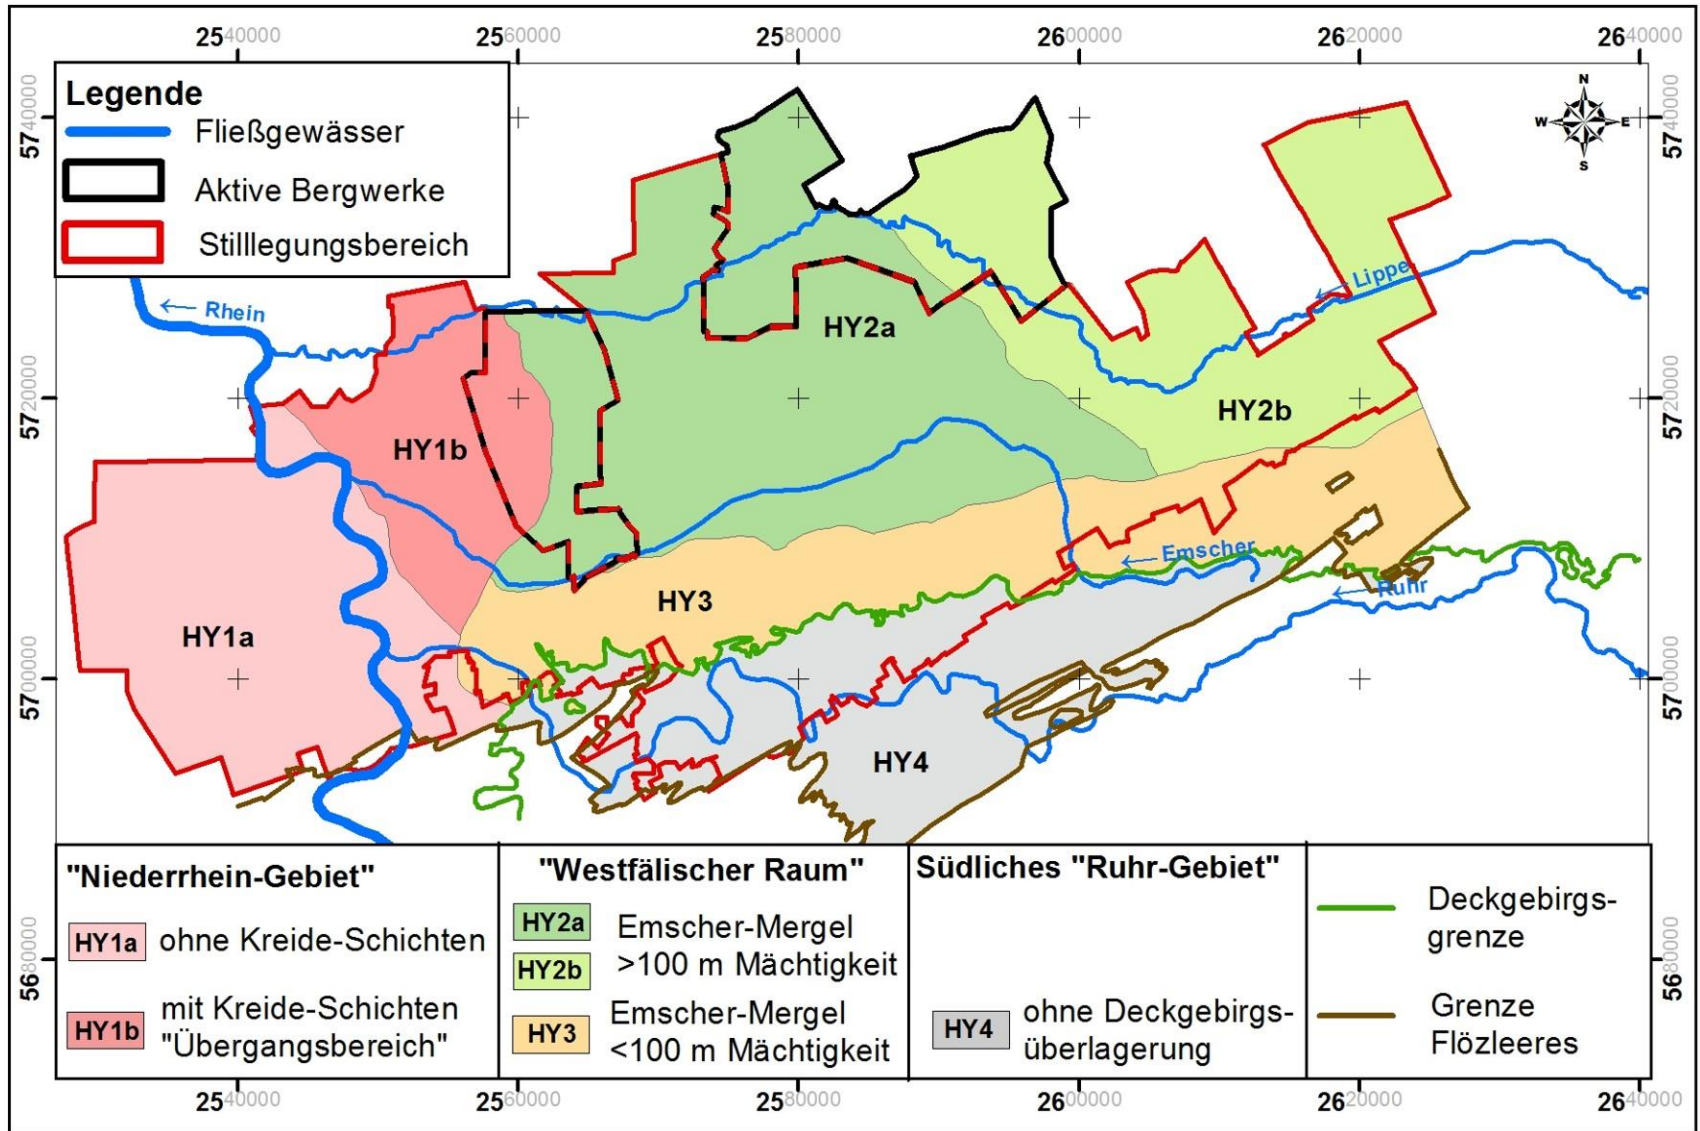 2540000 2560000 2580000 2600000 2620000 2640000
Legende
Fließgewässer
Aktive Bergwerke
Stilllegungsbereich
N
W E
S
5740000 5740000
← Rhein
← Lippe
HY2a
HY2b
5720000 5720000
HY1b
← Emscher
← Ruhr
HY3
HY1a
5700000 5700000
HY4
"Niederrhein-Gebiet"
HY1a ohne Kreide-Schichten
HY1b mit Kreide-Schichten
"Übergangsbereich"
"Westfälischer Raum"
HY2a Emscher-Mergel
HY2b >100 m Mächtigkeit
HY3 Emscher-Mergel
<100 m Mächtigkeit
Südliches "Ruhr-Gebiet"
HY4 ohne Deckgebirgs-
überlagerung
Deckgebirgs-
grenze
Grenze
Flözleeres
5680000 5680000
2540000 2560000 2580000 2600000 2620000 2640000